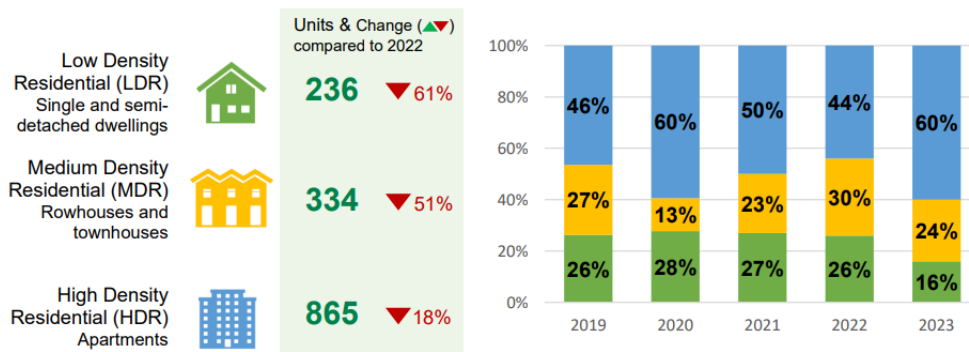 Units & Change (▲▼)
compared to 2022
Low Density
Residential (LDR)
Single and semi-
detached dwellings
236 ▼61%
Medium Density
Residential (MDR)
Rowhouses and
townhouses
334 ▼51%
High Density
Residential (HDR)
Apartments
865 ▼18%
100%
80%
60%
40%
20%
0%
46% 60% 50% 44% 60%
27% 13% 23% 30% 24%
26% 28% 27% 26% 16%
2019 2020 2021 2022 2023